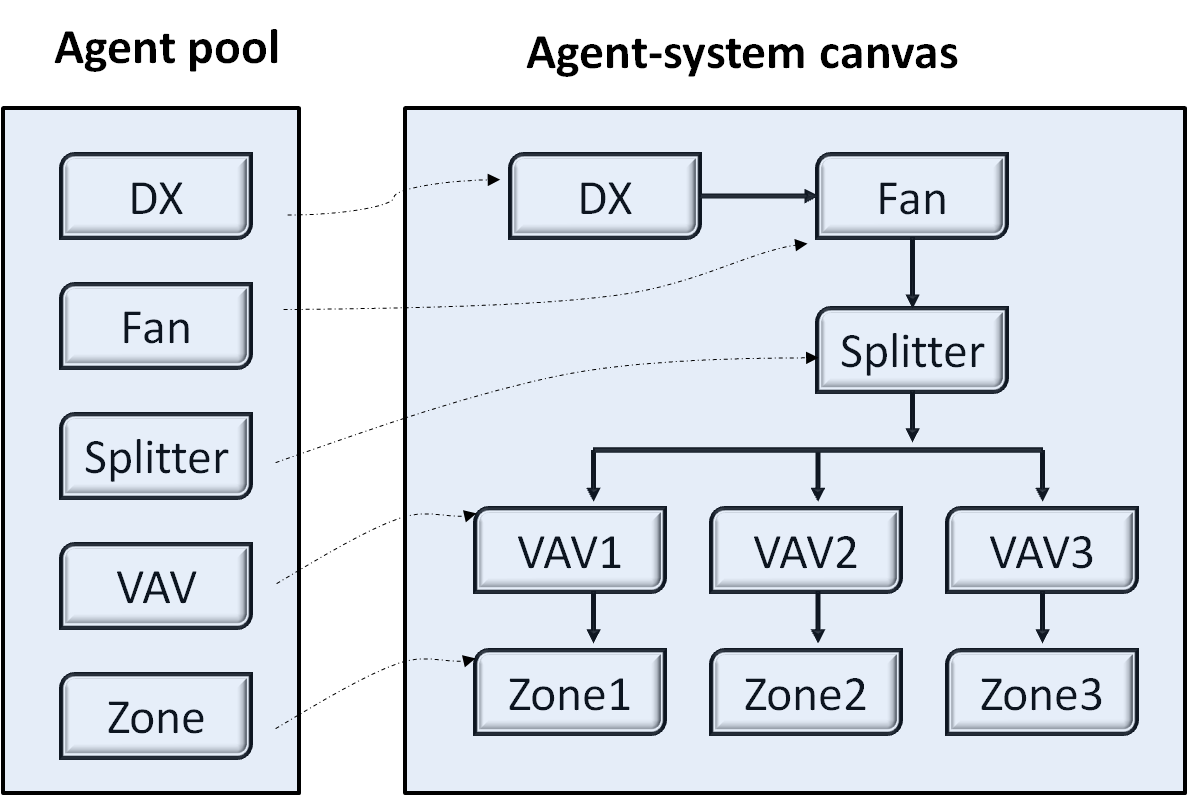 Agent pool
DX
Fan
Splitter
VAV
Zone
Agent-system canvas
DX
Fan
Splitter
VAV1
VAV2
VAV3
Zone1
Zone2
Zone3